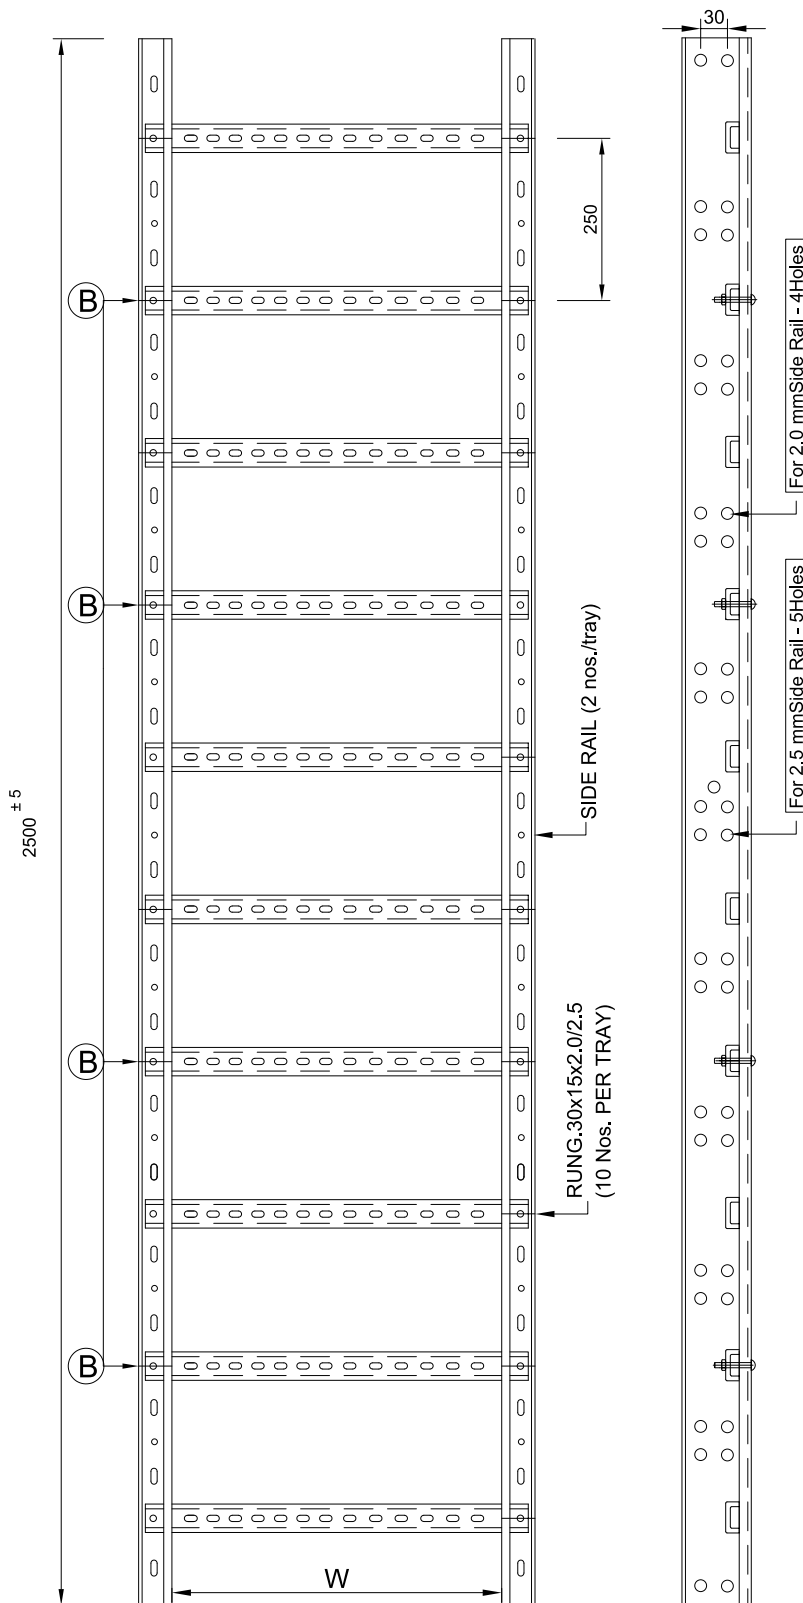 30
250
B
For 2.0 mmSide Rail - 4Holes
B
For 2.5 mmSide Rail - 5Holes
SIDE RAIL (2 nos./tray)
2500 ± 5
RUNG.30x15x2.0/2.5
(10 Nos. PER TRAY)
B
B
W